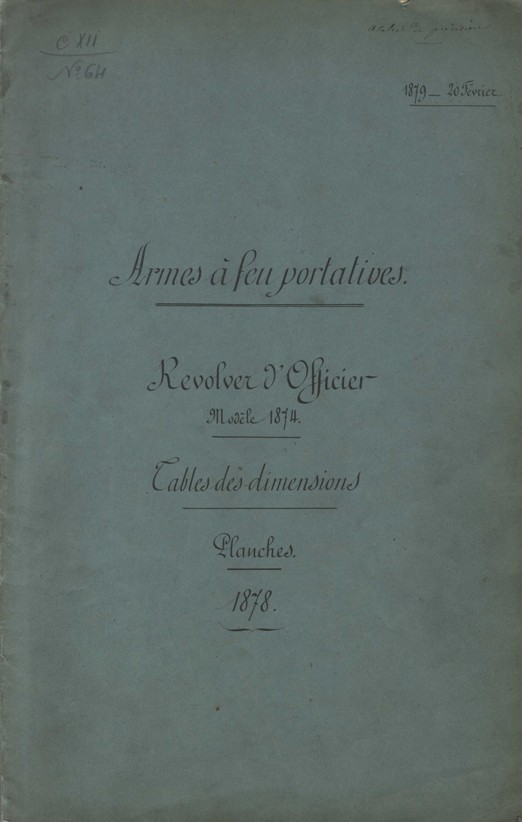 C XII
N° 64
1879 — 20 Février
Armes à feu portatives.
Revolver d'Officier
Modèle 1874.
Tables des dimensions
Planches.
1878.